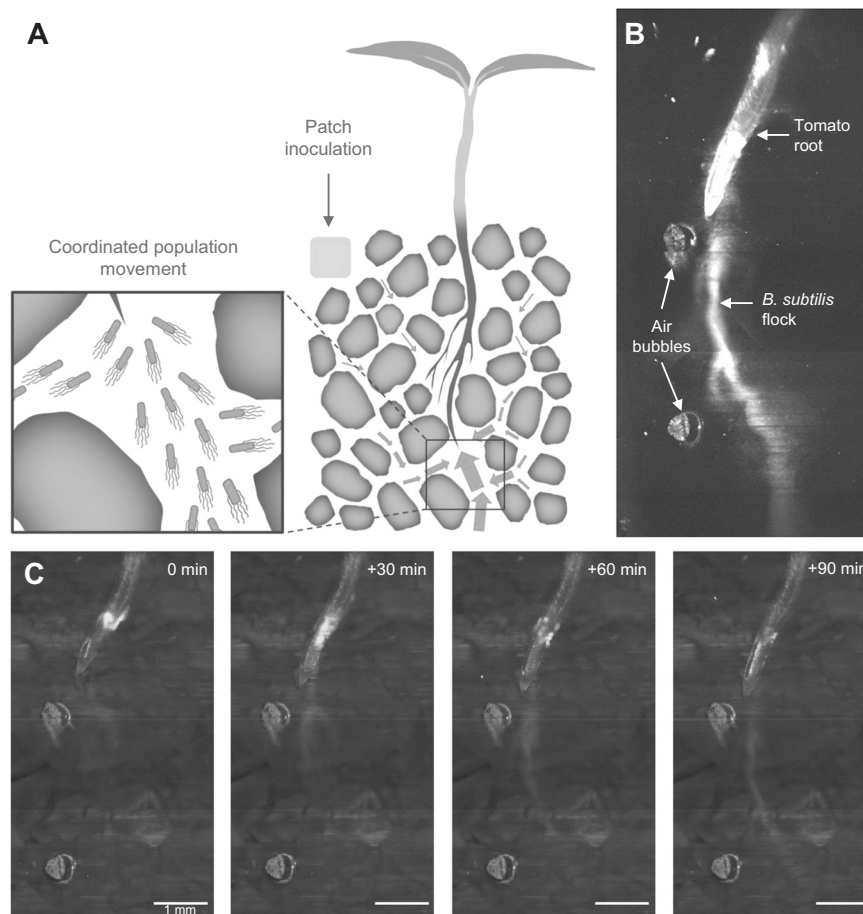 A
Patch
inoculation
Coordinated population
movement
B
Tomato
root
B. subtilis
flock
Air
bubbles
C
0 min
+30 min
+60 min
+90 min
1 mm